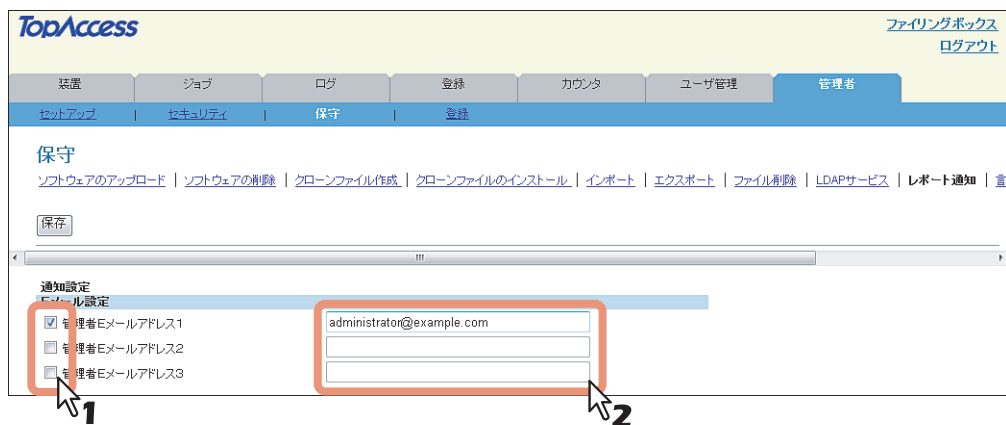 TopAccess
ファイリングボックス
ログアウト
装置 ジョブ ログ 登録 カウンタ ユーザ管理 管理者
セットアップ | セキュリティ | 保守 | 登録
保守
ソフトウェアのアップロード | ソフトウェアの削除 | クローンファイル作成 | クローンファイルのインストール | インポート | エクスポート | ファイル削除 | LDAPサービス | レポート通知 | 言
保存
通知設定
Eメール設定
管理者Eメールアドレス1 administrator@example.com
管理者Eメールアドレス2
管理者Eメールアドレス3
1 2